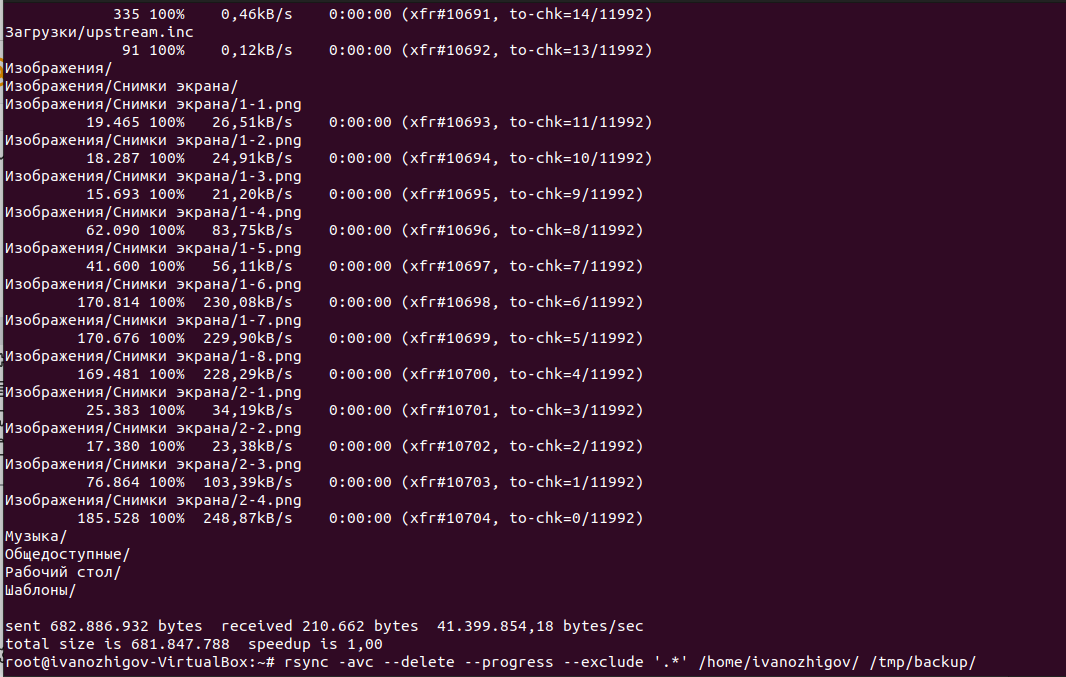 335 100%    0,46kB/s    0:00:00 (xfr#10691, to-chk=14/11992)
Загрузки/upstream.inc
91 100%    0,12kB/s    0:00:00 (xfr#10692, to-chk=13/11992)
Изображения/
Изображения/Снимки экрана/
Изображения/Снимки экрана/1-1.png
19.465 100%   26,51kB/s    0:00:00 (xfr#10693, to-chk=11/11992)
Изображения/Снимки экрана/1-2.png
18.287 100%   24,91kB/s    0:00:00 (xfr#10694, to-chk=10/11992)
Изображения/Снимки экрана/1-3.png
15.693 100%   21,20kB/s    0:00:00 (xfr#10695, to-chk=9/11992)
Изображения/Снимки экрана/1-4.png
62.090 100%   83,75kB/s    0:00:00 (xfr#10696, to-chk=8/11992)
Изображения/Снимки экрана/1-5.png
41.600 100%   56,11kB/s    0:00:00 (xfr#10697, to-chk=7/11992)
Изображения/Снимки экрана/1-6.png
170.814 100%  230,08kB/s    0:00:00 (xfr#10698, to-chk=6/11992)
Изображения/Снимки экрана/1-7.png
170.676 100%  229,90kB/s    0:00:00 (xfr#10699, to-chk=5/11992)
Изображения/Снимки экрана/1-8.png
169.481 100%  228,29kB/s    0:00:00 (xfr#10700, to-chk=4/11992)
Изображения/Снимки экрана/2-1.png
25.383 100%   34,19kB/s    0:00:00 (xfr#10701, to-chk=3/11992)
Изображения/Снимки экрана/2-2.png
17.380 100%   23,38kB/s    0:00:00 (xfr#10702, to-chk=2/11992)
Изображения/Снимки экрана/2-3.png
76.864 100%  103,39kB/s    0:00:00 (xfr#10703, to-chk=1/11992)
Изображения/Снимки экрана/2-4.png
185.528 100%  248,87kB/s    0:00:00 (xfr#10704, to-chk=0/11992)
Музыка/
Общедоступные/
Рабочий стол/
Шаблоны/
sent 682.886.932 bytes  received 210.662 bytes  41.399.854,18 bytes/sec
total size is 681.847.788  speedup is 1,00
root@ivanozhigov-VirtualBox:~# rsync -avc --delete --progress --exclude '.*' /home/ivanozhigov/ /tmp/backup/